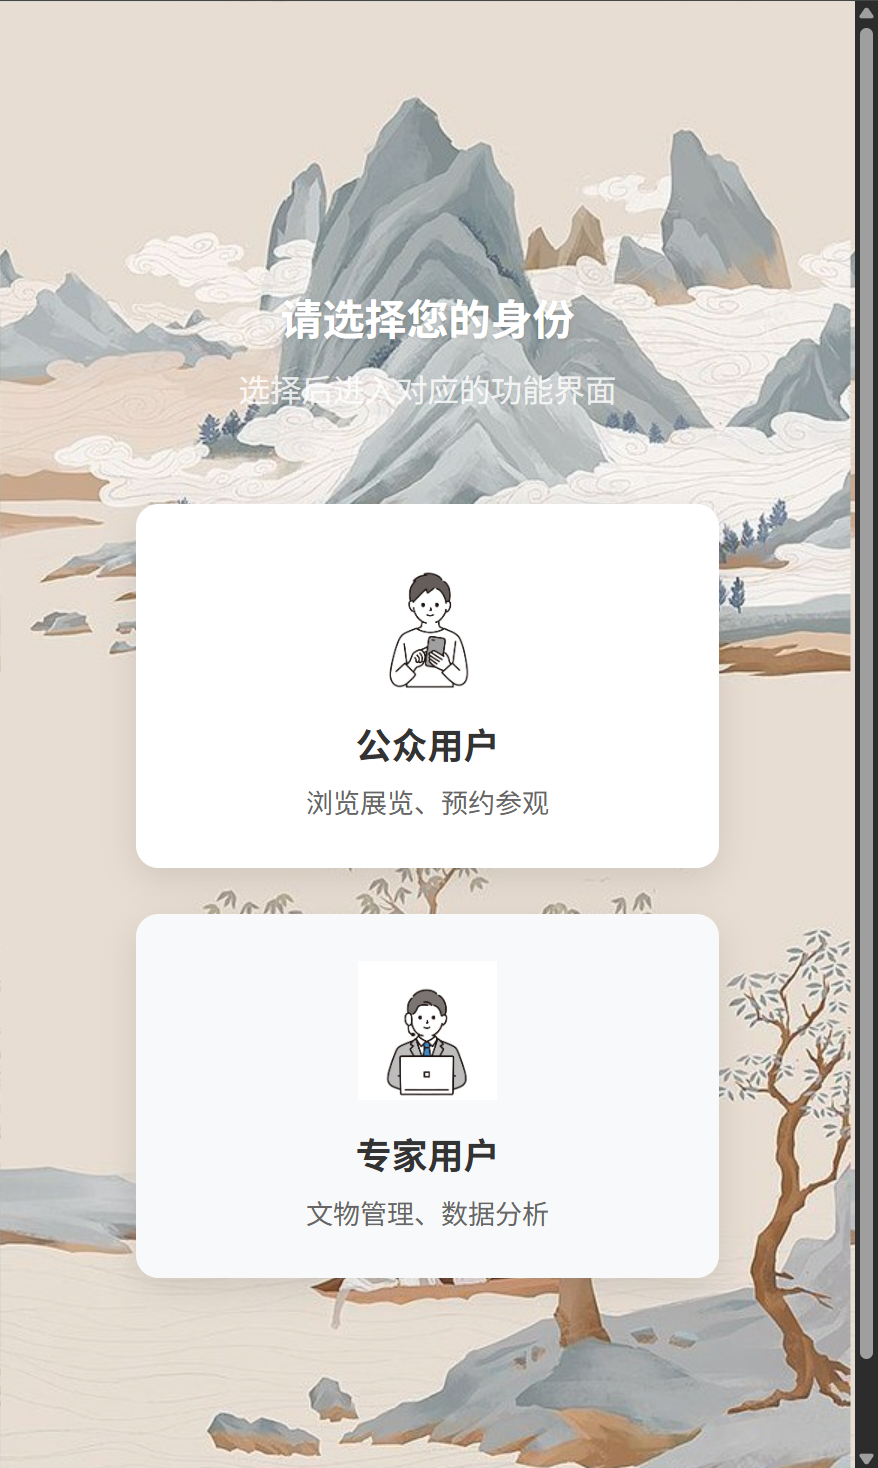 请选择您的身份
选择后进入对应的功能界面
公众用户
浏览展览、预约参观
专家用户
文物管理、数据分析